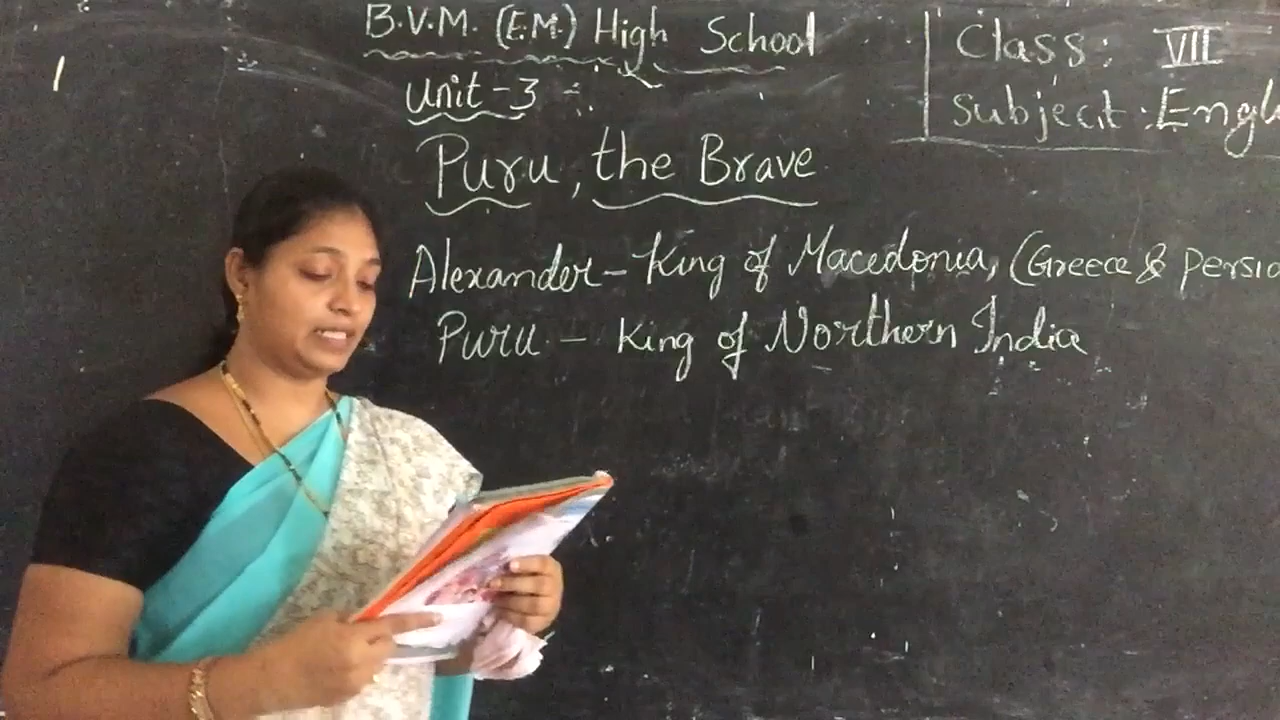 B.V.M. (E.M.) High School
Class: VII
Unit-3 :
Subject: Engl
Puru, the Brave
Alexander - King of Macedonia, (Greece & Persia
Puru - King of Northern India